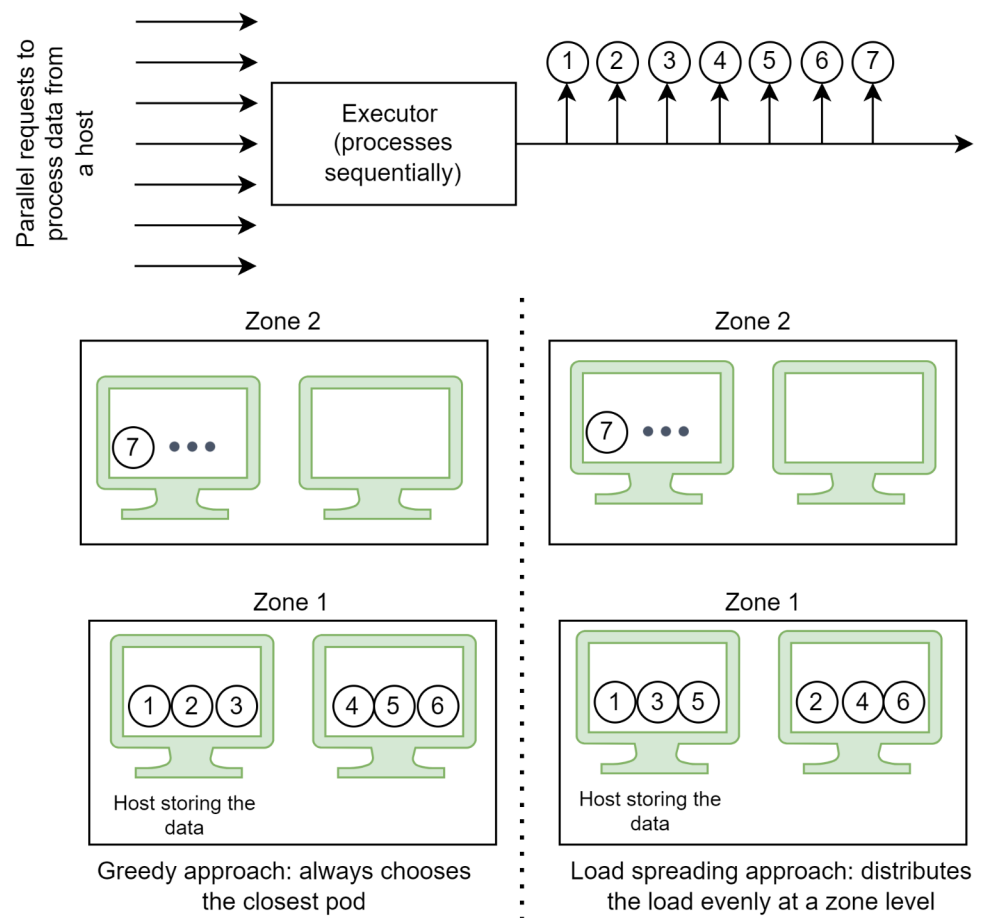 Parallel requests to
process data from
a host
Executor
(processes
sequentially)
1 2 3 4 5 6 7
Zone 2
7
Zone 2
7
Zone 1
1 2 3 4 5 6
Host storing the
data
Zone 1
1 3 5 2 4 6
Host storing the
data
Greedy approach: always chooses
the closest pod
Load spreading approach: distributes
the load evenly at a zone level